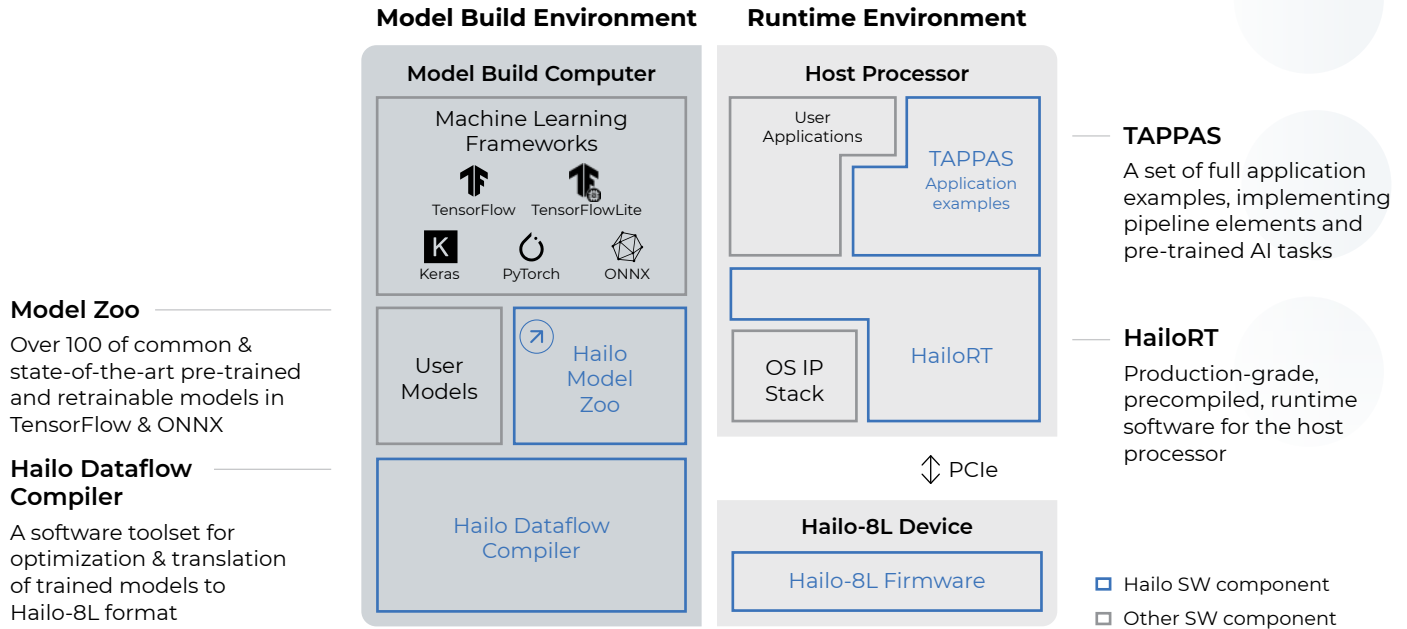 Model Build Environment
Runtime Environment
Model Build Computer
Machine Learning
Frameworks
TensorFlow
TensorFlowLite
K
Keras
PyTorch
ONNX
User
Models
Hailo
Model
Zoo
Hailo Dataflow
Compiler
Host Processor
User
Applications
TAPPAS
Application
examples
HailoRT
OS IP
Stack
PCIe
Hailo-8L Device
Hailo-8L Firmware
Model Zoo
Over 100 of common &
state-of-the-art pre-trained
and retrainable models in
TensorFlow & ONNX
Hailo Dataflow
Compiler
A software toolset for
optimization & translation
of trained models to
Hailo-8L format
TAPPAS
A set of full application
examples, implementing
pipeline elements and
pre-trained AI tasks
HailoRT
Production-grade,
precompiled, runtime
software for the host
processor
Hailo SW component
Other SW component